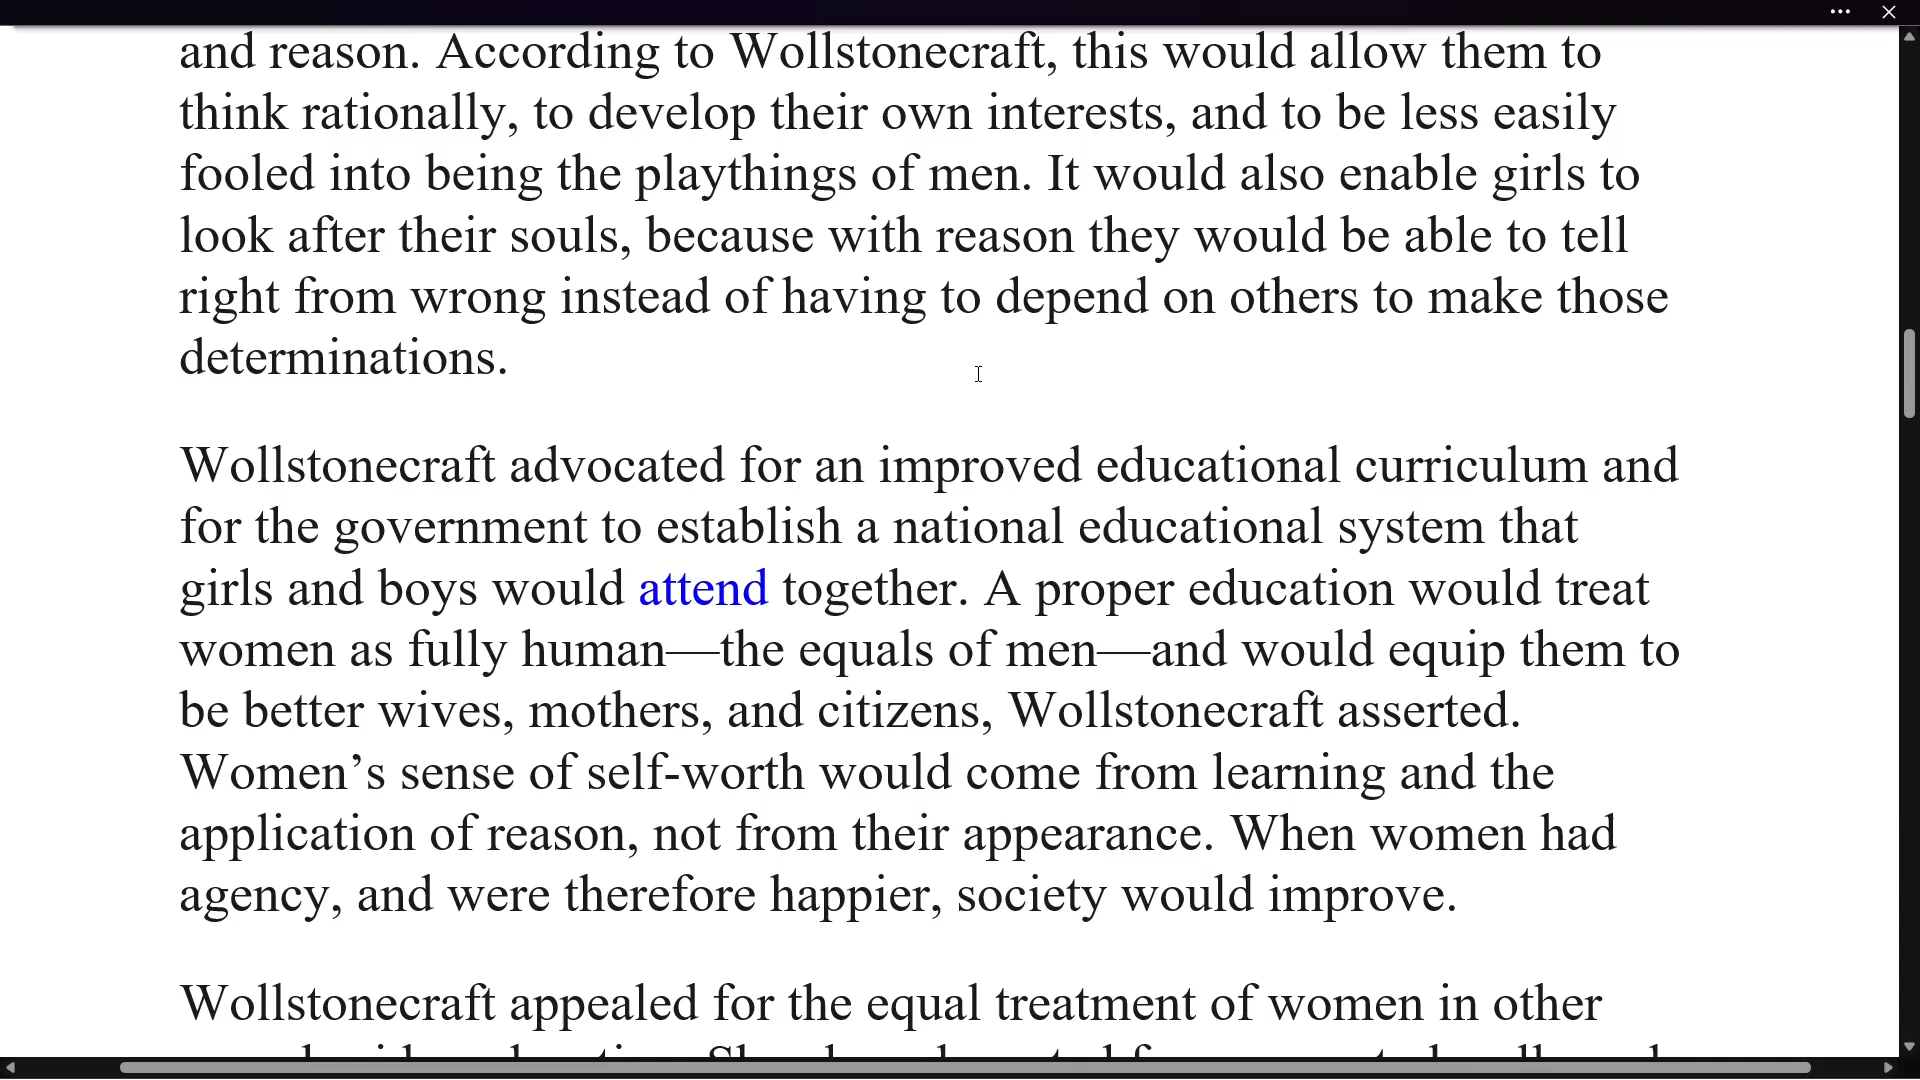 and reason. According to Wollstonecraft, this would allow them to
think rationally, to develop their own interests, and to be less easily
fooled into being the playthings of men. It would also enable girls to
look after their souls, because with reason they would be able to tell
right from wrong instead of having to depend on others to make those
determinations.
Wollstonecraft advocated for an improved educational curriculum and
for the government to establish a national educational system that
girls and boys would attend together. A proper education would treat
women as fully human—the equals of men—and would equip them to
be better wives, mothers, and citizens, Wollstonecraft asserted.
Women’s sense of self-worth would come from learning and the
application of reason, not from their appearance. When women had
agency, and were therefore happier, society would improve.
Wollstonecraft appealed for the equal treatment of women in other